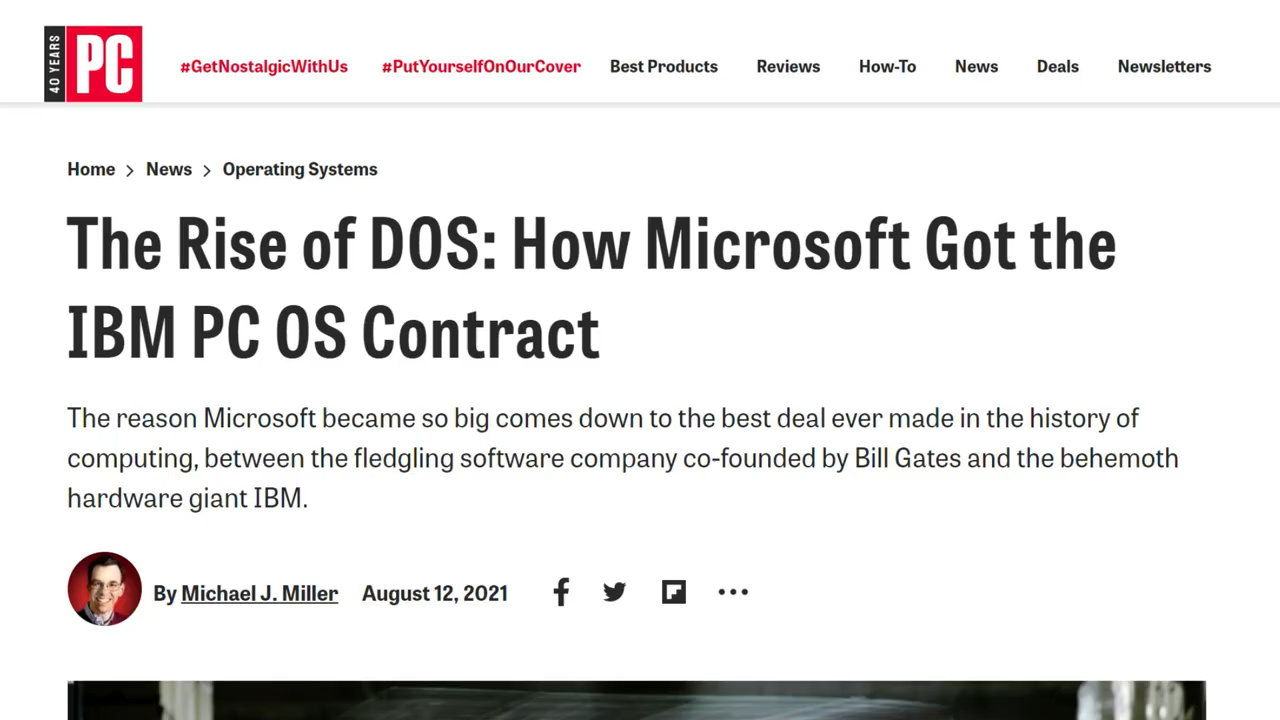 40 YEARS
PC
#GetNostalgicWithUs #PutYourselfOnOurCover Best Products Reviews How-To News Deals Newsletters
Home > News > Operating Systems
The Rise of DOS: How Microsoft Got the
IBM PC OS Contract
The reason Microsoft became so big comes down to the best deal ever made in the history of
computing, between the fledgling software company co-founded by Bill Gates and the behemoth
hardware giant IBM.
By Michael J. Miller August 12, 2021